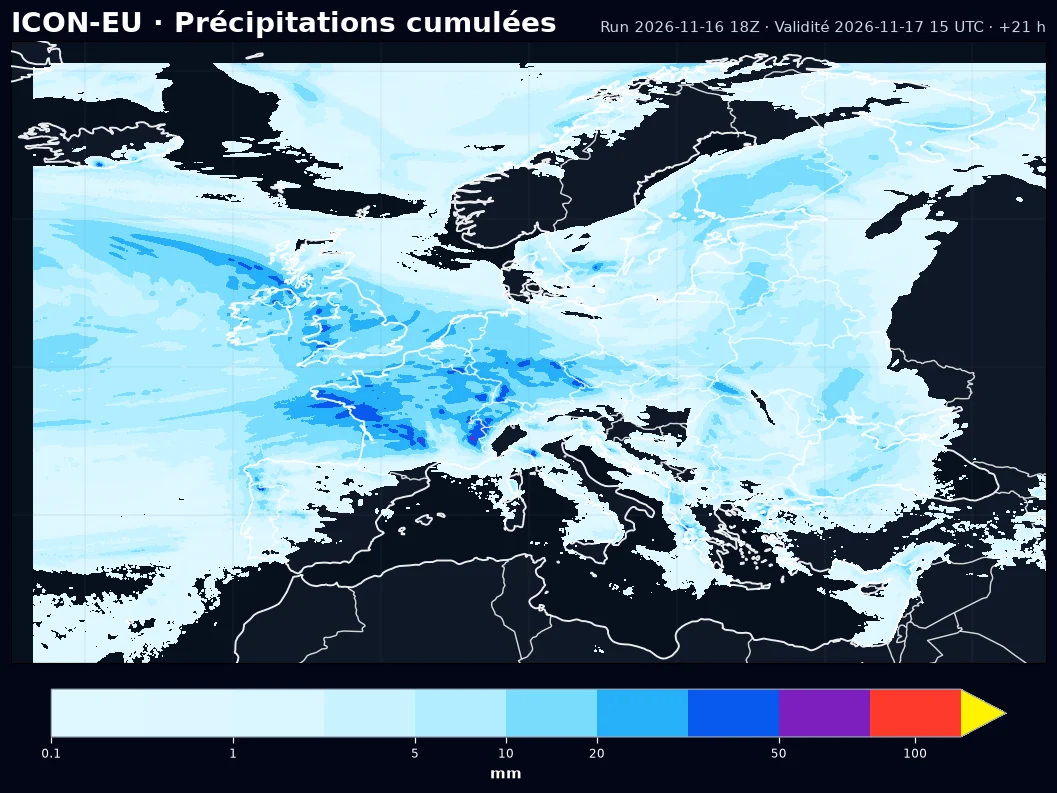 ICON-EU · Précipitations cumulées
Run 2026-11-16 18Z · Validité 2026-11-17 15 UTC · +21 h
0.1 1 5 10 20 50 100
mm